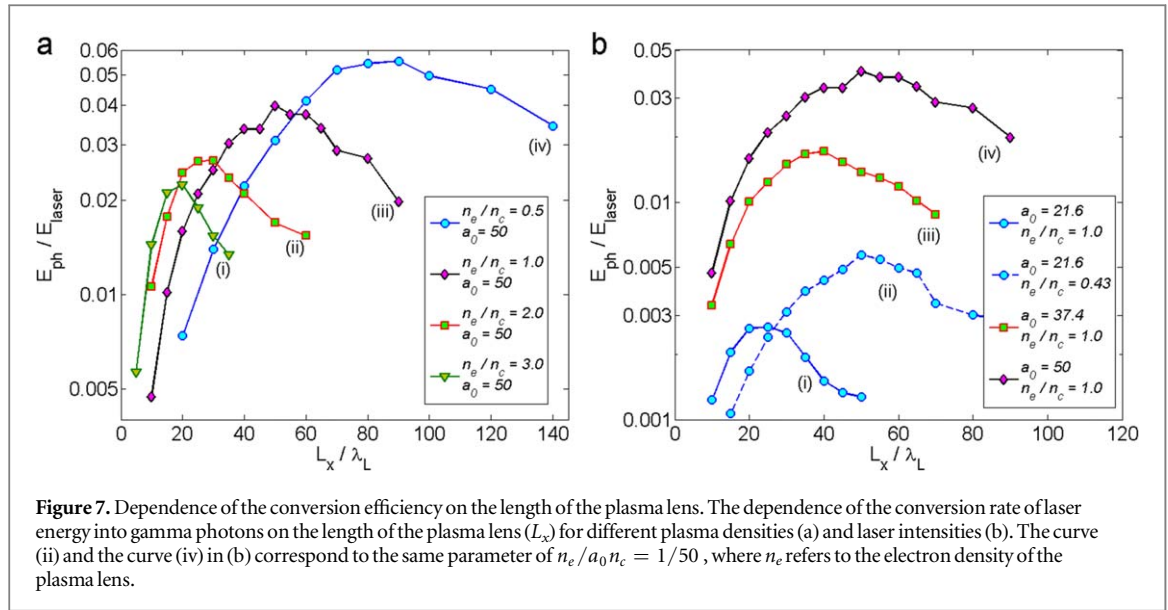 a
E_ph / E_laser
0.06
0.05
0.04
0.03
0.02
0.01
0.005
(i)
(ii)
(iii)
(iv)
n_e / n_c = 0.5
a_0 = 50
n_e / n_c = 1.0
a_0 = 50
n_e / n_c = 2.0
a_0 = 50
n_e / n_c = 3.0
a_0 = 50
0 20 40 60 80 100 120 140
L_x / λ_L
b
E_ph / E_laser
0.05
0.03
0.01
0.005
0.003
0.001
(iv)
(iii)
(ii)
(i)
a_0 = 21.6
n_e / n_c = 1.0
a_0 = 21.6
n_e / n_c = 0.43
a_0 = 37.4
n_e / n_c = 1.0
a_0 = 50
n_e / n_c = 1.0
0 20 40 60 80 100 120
L_x / λ_L
Figure 7. Dependence of the conversion efficiency on the length of the plasma lens. The dependence of the conversion rate of laser
energy into gamma photons on the length of the plasma lens (L_x) for different plasma densities (a) and laser intensities (b). The curve
(ii) and the curve (iv) in (b) correspond to the same parameter of n_e/a_0 n_c = 1/50 , where n_e refers to the electron density of the
plasma lens.